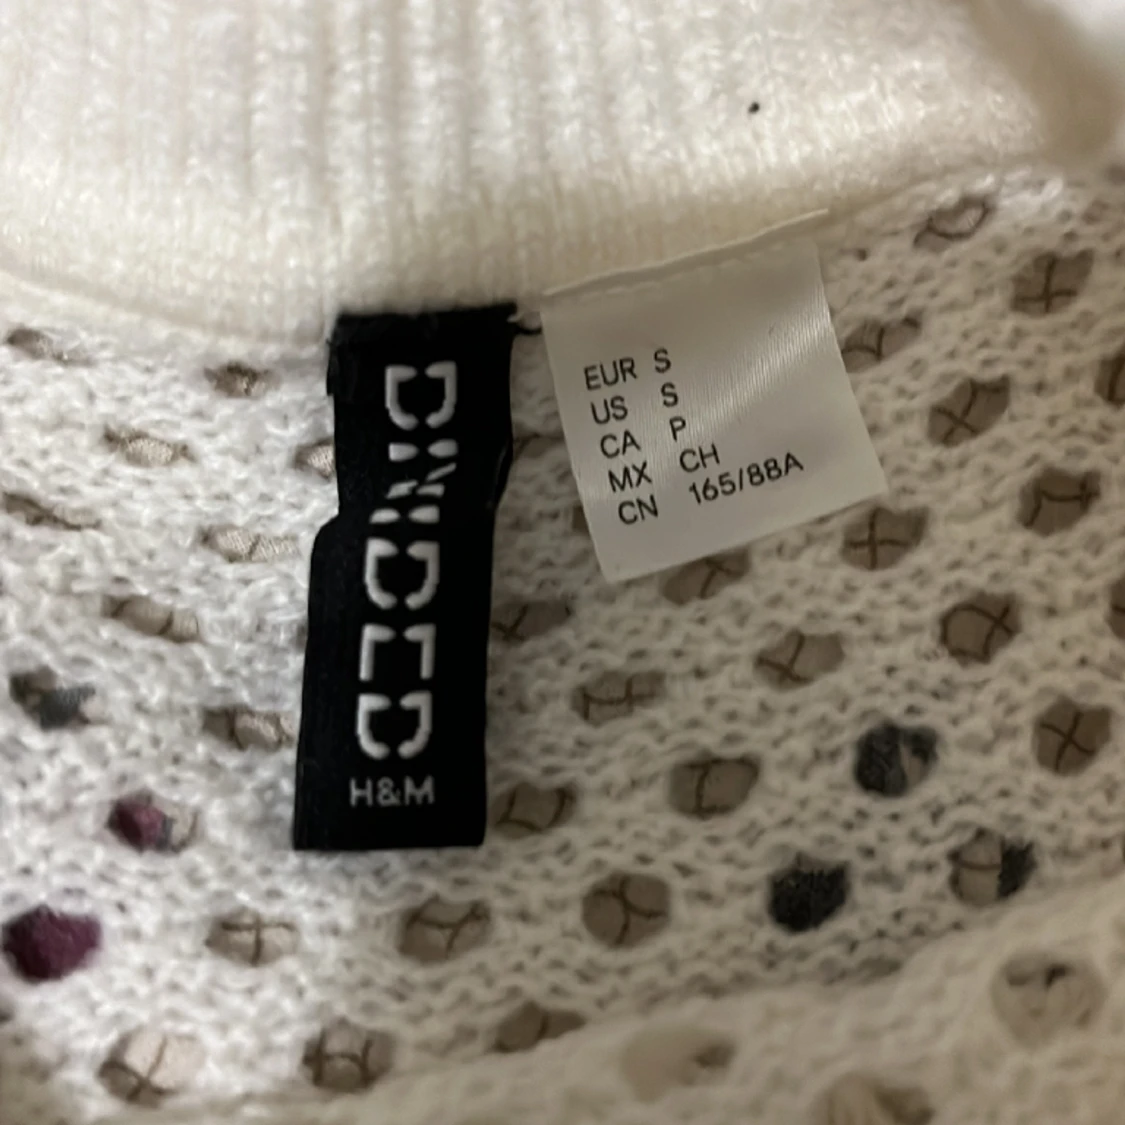 DIVIDED
H&M
EUR S
US S
CA P
MX CH
CN 165/88A